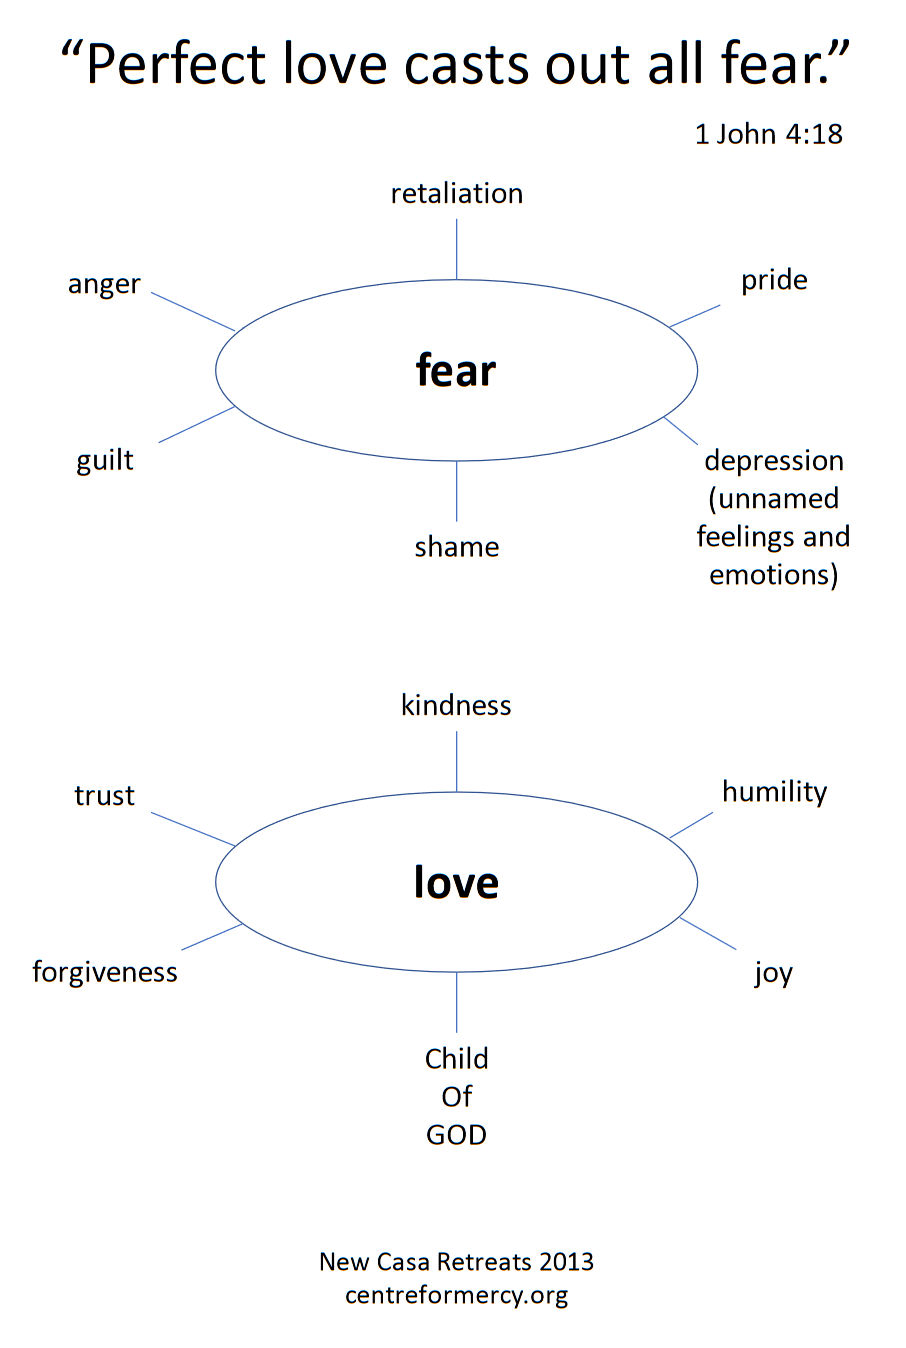 “Perfect love casts out all fear.”
1 John 4:18
retaliation
anger
pride
fear
guilt
depression
(unnamed
feelings and
emotions)
shame
kindness
trust
humility
love
forgiveness
joy
Child
Of
GOD
New Casa Retreats 2013
centreformercy.org